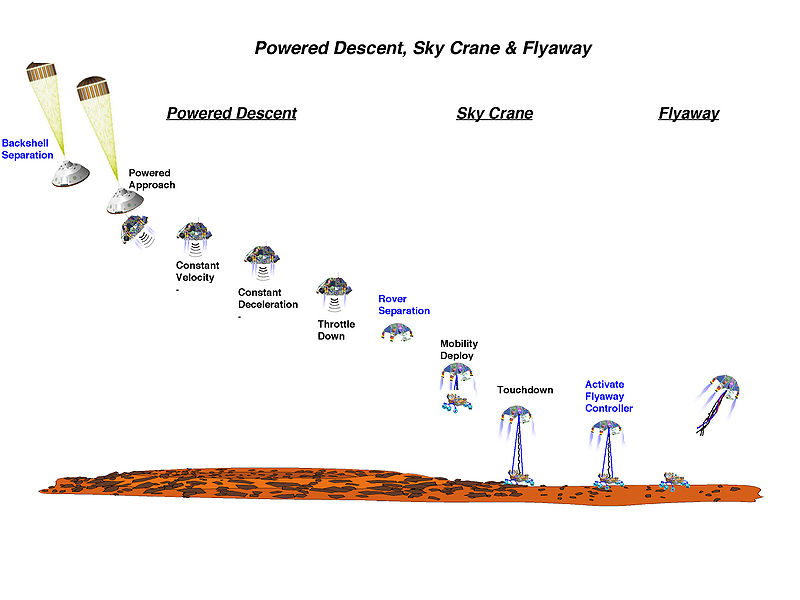 Powered Descent, Sky Crane & Flyaway
Powered Descent
Sky Crane
Flyaway
Backshell
Separation
Powered
Approach
Constant
Velocity
-
Constant
Deceleration
-
Throttle
Down
Rover
Separation
Mobility
Deploy
Touchdown
Activate
Flyaway
Controller